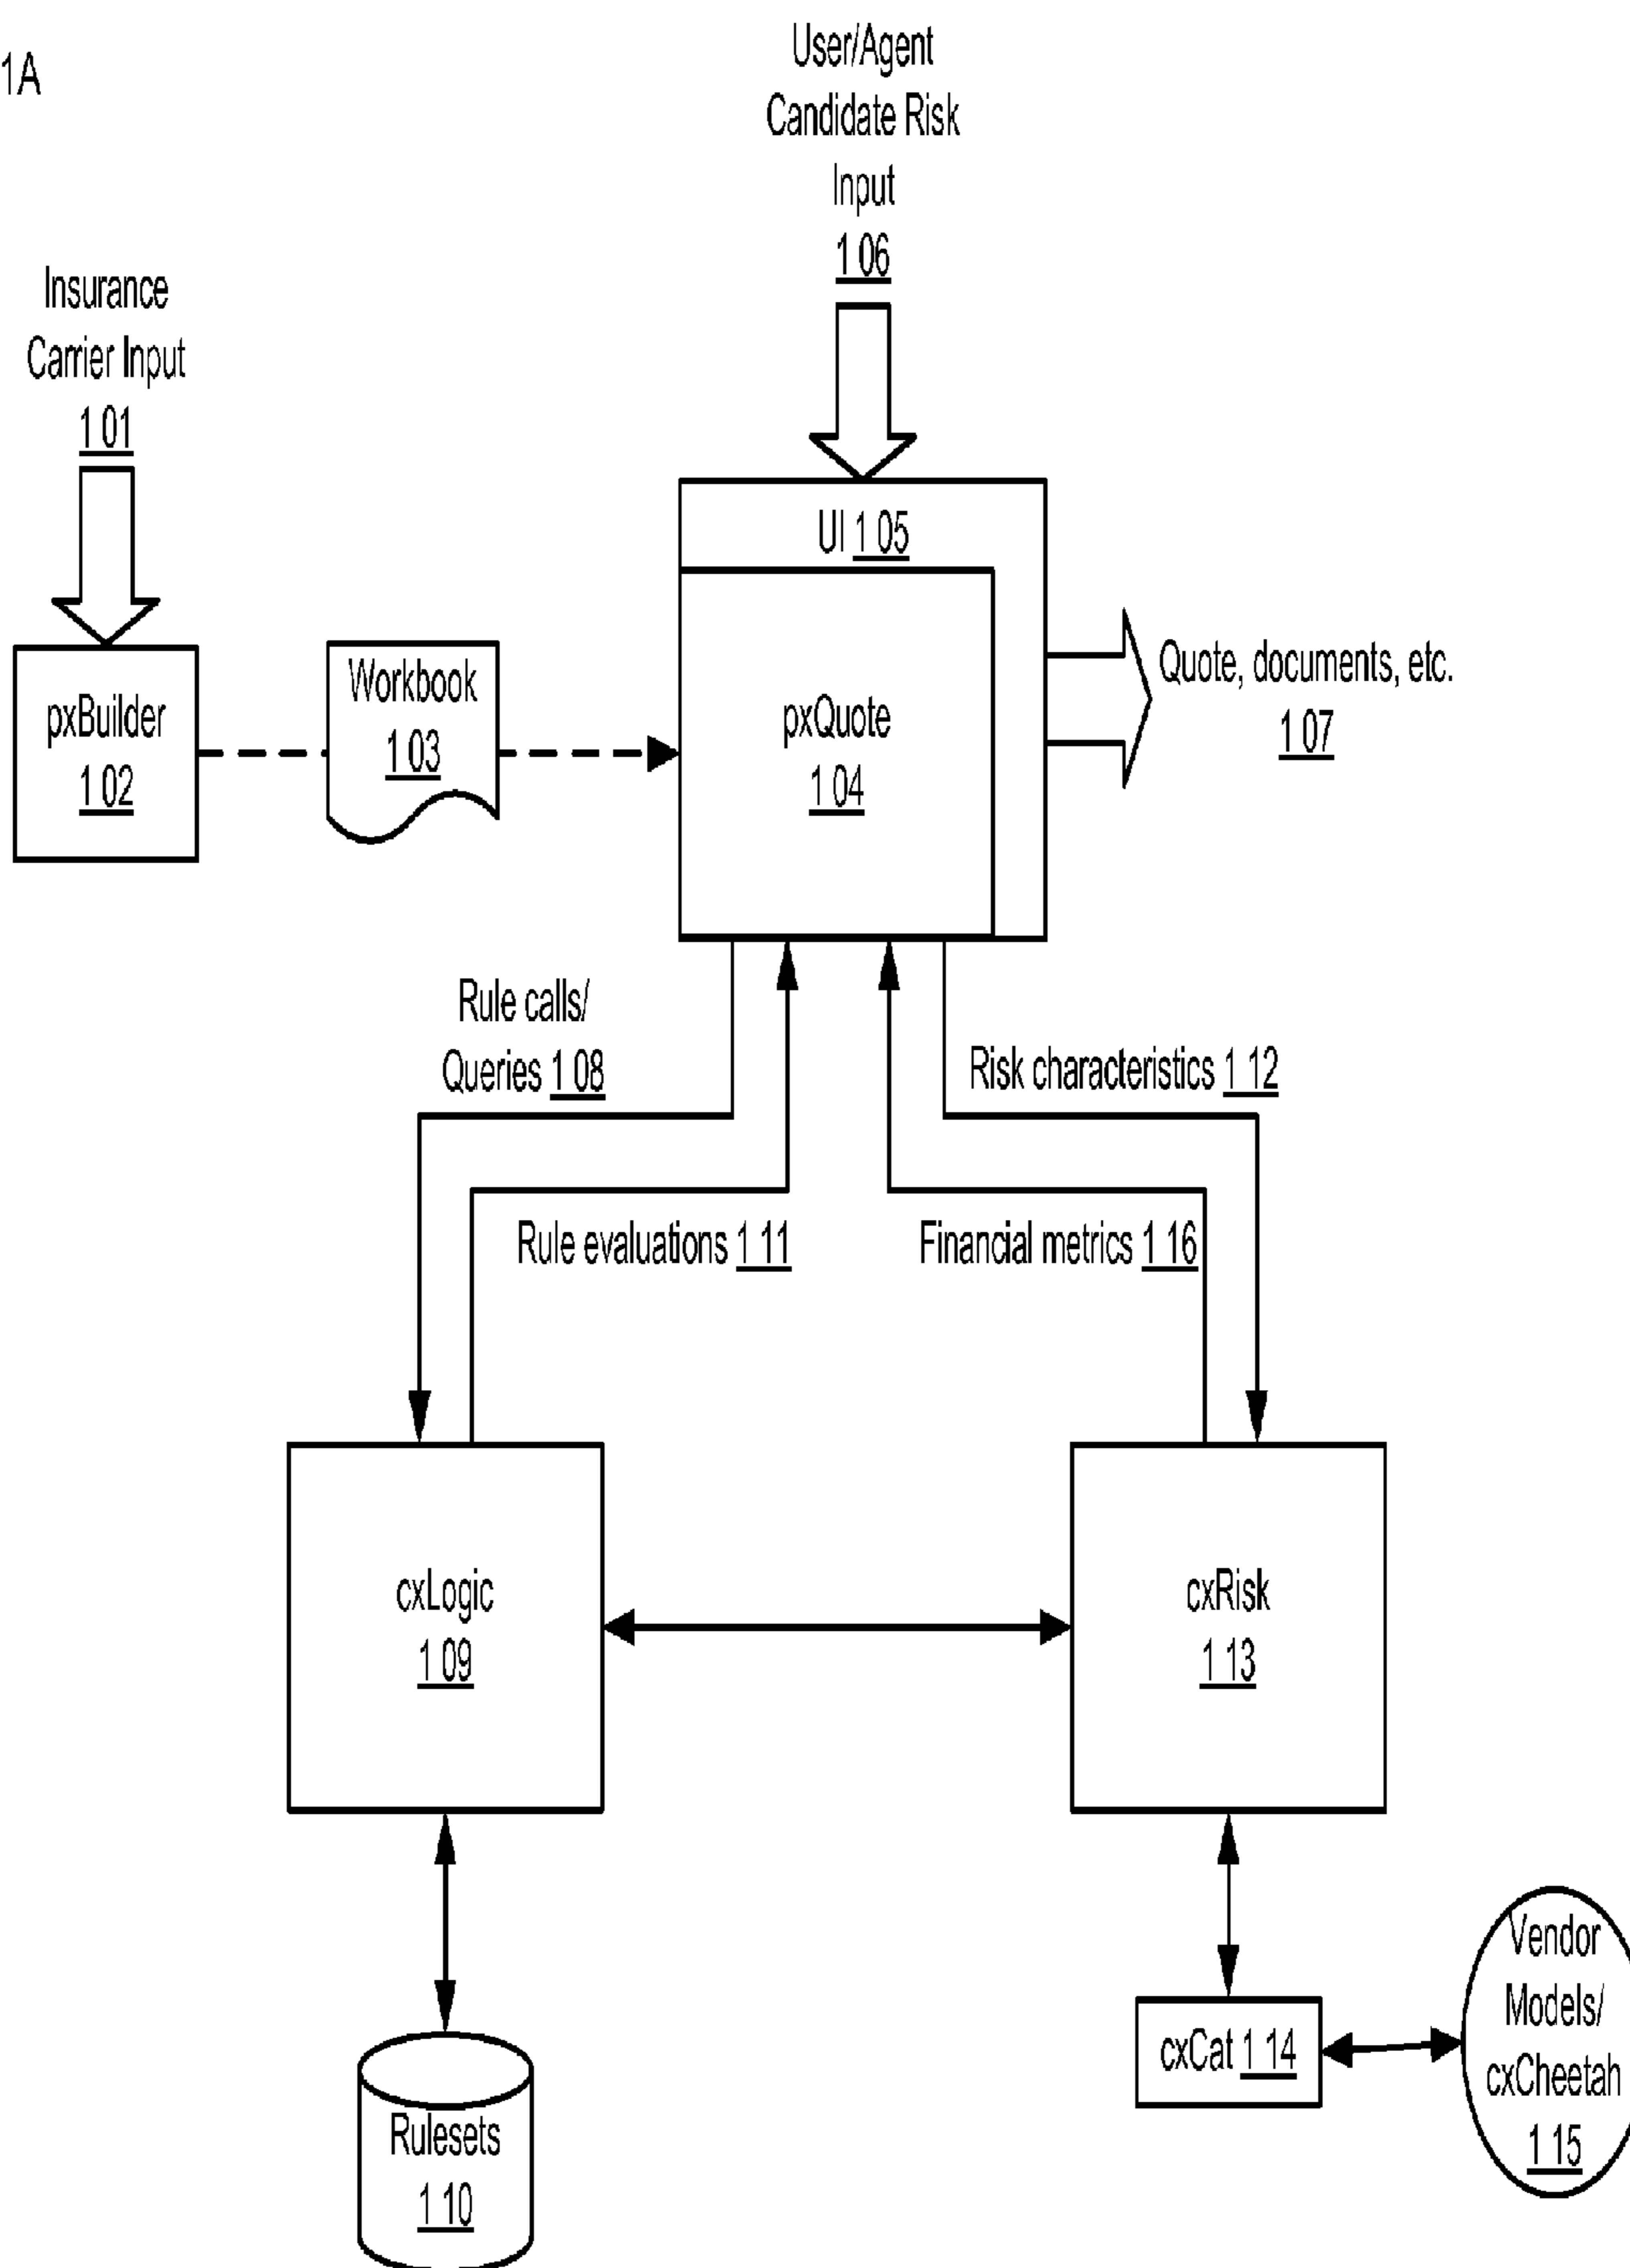 1A
User/Agent
Candidate Risk
Input
106
Insurance
Carrier Input
101
UI 105
pxBuilder
102
Workbook
103
pxQuote
104
Quote, documents, etc.
107
Rule calls/
Queries 108
Risk characteristics 112
Rule evaluations 111
Financial metrics 116
cxLogic
109
cxRisk
113
Rulesets
110
cxCat 114
Vendor
Models/
cxCheetah
115